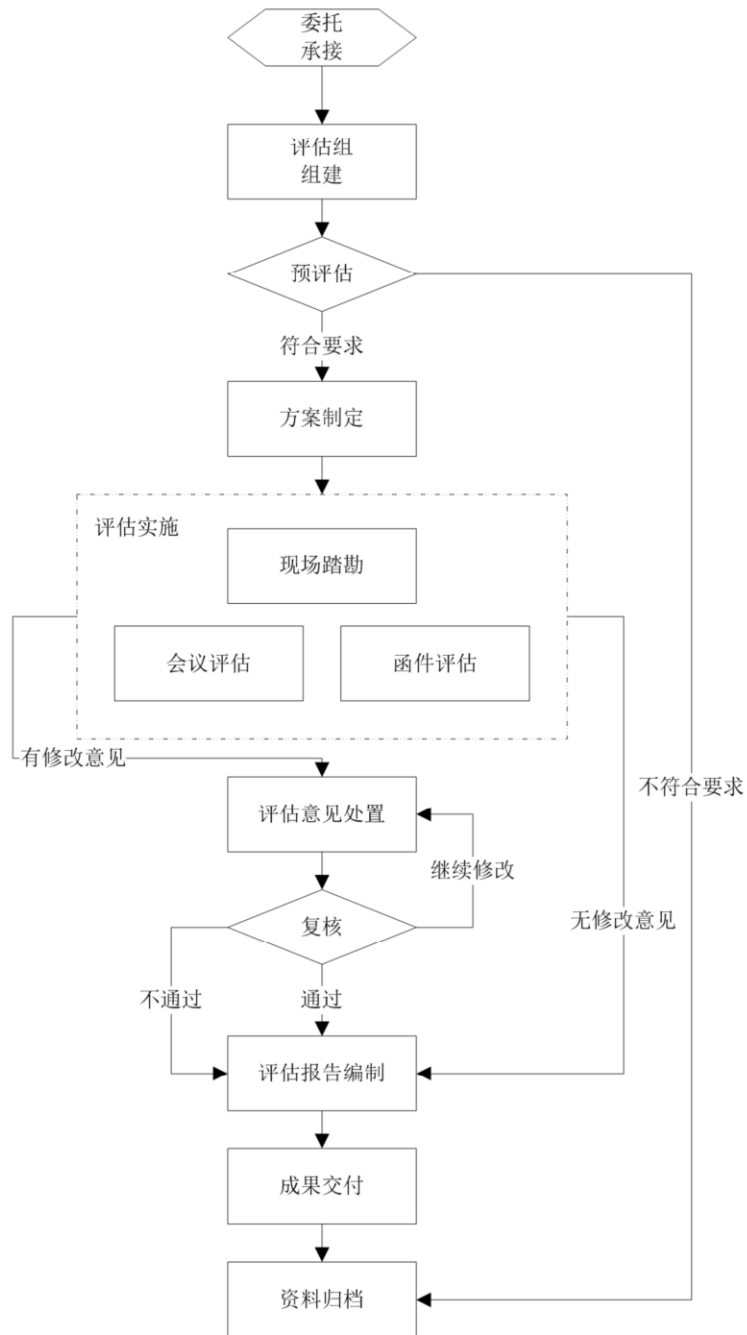 委托
承接
评估组
组建
预评估
符合要求
方案制定
评估实施
现场踏勘
会议评估
函件评估
有修改意见
不符合要求
评估意见处置
继续修改
复核
无修改意见
不通过
通过
评估报告编制
成果交付
资料归档